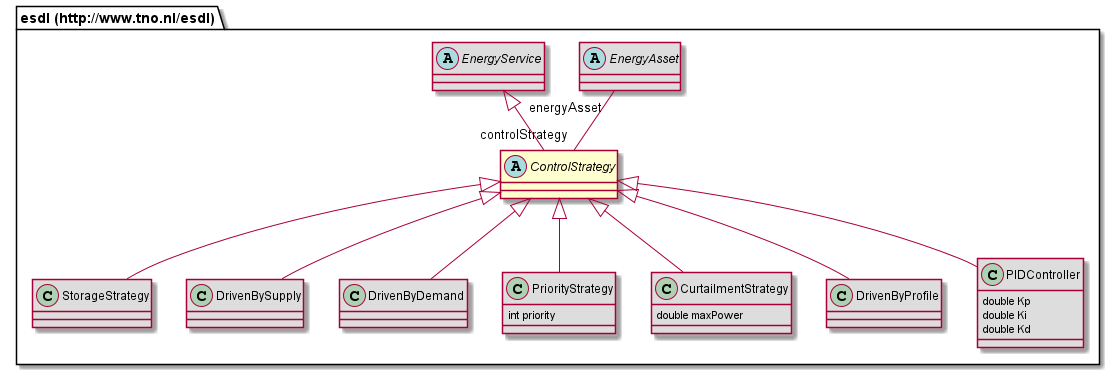 esdl (http://www.tno.nl/esdl)
A EnergyService
A EnergyAsset
energyAsset
controlStrategy
A ControlStrategy
C StorageStrategy
C DrivenBySupply
C DrivenByDemand
C PriorityStrategy
int priority
C CurtailmentStrategy
double maxPower
C DrivenByProfile
C PIDController
double Kp
double Ki
double Kd